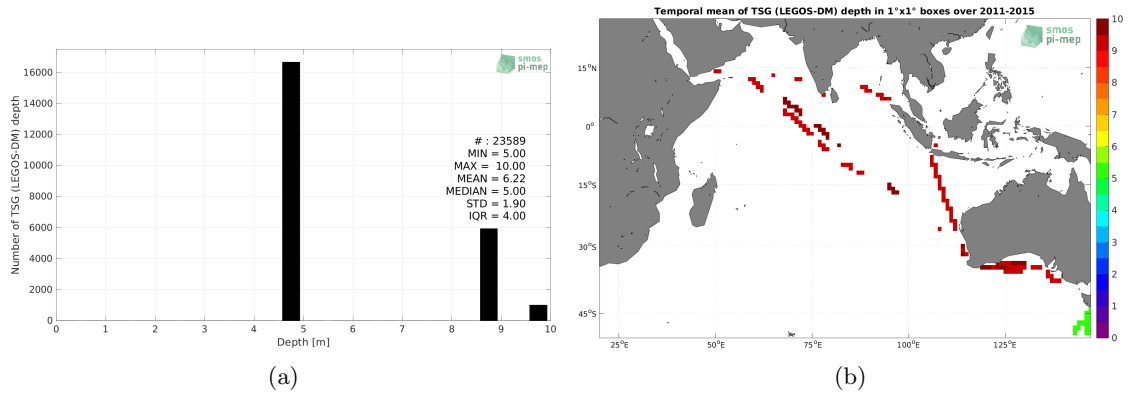 smos
pi-mep
16000
14000
12000
10000
8000
6000
4000
2000
0
Number of TSG (LEGOS-DM) depth
# : 23589
MIN = 5.00
MAX = 10.00
MEAN = 6.22
MEDIAN = 5.00
STD = 1.90
IQR = 4.00
0 1 2 3 4 5 6 7 8 9 10
Depth [m]
(a)
Temporal mean of TSG (LEGOS-DM) depth in 1°x1° boxes over 2011-2015
smos
pi-mep
15°N
0°
15°S
30°S
45°S
25°E 50°E 75°E 100°E 125°E
10
9
8
7
6
5
4
3
2
1
0
(b)